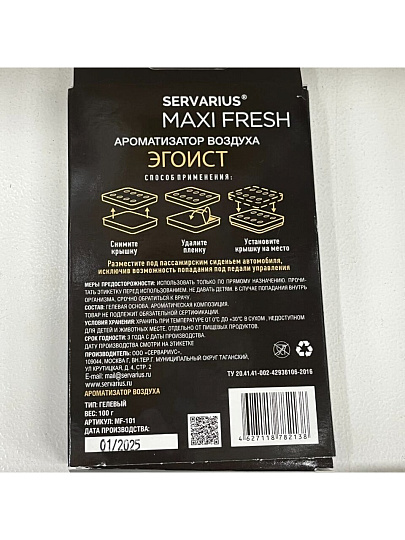 SERVARIUS®
MAXI FRESH
АРОМАТИЗАТОР ВОЗДУХА
ЭГОИСТ
СПОСОБ ПРИМЕНЕНИЯ:
Снимите крышку
Удалите пленку
Установите крышку на место
Разместите под пассажирским сиденьем автомобиля,
исключив возможность попадания под педали управления
МЕРЫ ПРЕДОСТОРОЖНОСТИ: ИСПОЛЬЗОВАТЬ ТОЛЬКО ПО ПРЯМОМУ НАЗНАЧЕНИЮ. ПРОЧИ-
ТАТЬ ЭТИКЕТКУ ПЕРЕД ИСПОЛЬЗОВАНИЕМ. НЕ ДАВАТЬ ДЕТЯМ. В СЛУЧАЕ ПОПАДАНИЯ ВНУТРЬ
ОРГАНИЗМА, СРОЧНО ОБРАТИТЬСЯ К ВРАЧУ.
СОСТАВ: ГЕЛЕВАЯ ОСНОВА, АРОМАТИЧЕСКАЯ КОМПОЗИЦИЯ.
ТОВАР НЕ ПОДЛЕЖИТ ОБЯЗАТЕЛЬНОЙ СЕРТИФИКАЦИИ.
УСЛОВИЯ ХРАНЕНИЯ: ХРАНИТЬ ПРИ ТЕМПЕРАТУРЕ ОТ 0°С ДО +30°С В СУХОМ, НЕДОСТУПНОМ
ДЛЯ ДЕТЕЙ И ЖИВОТНЫХ МЕСТЕ, ОТДЕЛЬНО ОТ ПИЩЕВЫХ ПРОДУКТОВ.
СРОК ГОДНОСТИ: 3 ГОДА С ДАТЫ ПРОИЗВОДСТВА
ДАТА ПРОИЗВОДСТВА СМОТРИ НА ЭТИКЕТКЕ
ПРОИЗВОДИТЕЛЬ: ООО «СЕРВАРИУС»,
109044, МОСКВА Г, ВН.ТЕР.Г. МУНИЦИПАЛЬНЫЙ ОКРУГ ТАГАНСКИЙ,
УЛ КРУТИЦКАЯ, Д. 4, СТР. 2
E-mail: mail@servarius.ru
www.servarius.ru
ТУ 20.41.41-002-42936106-2016
АРОМАТИЗАТОР ВОЗДУХА
ТИП: ГЕЛЕВЫЙ
ВЕС: 100 г
АРТИКУЛ: MF-101
ДАТА ПРОИЗВОДСТВА:
01/2025
4 627118 782138